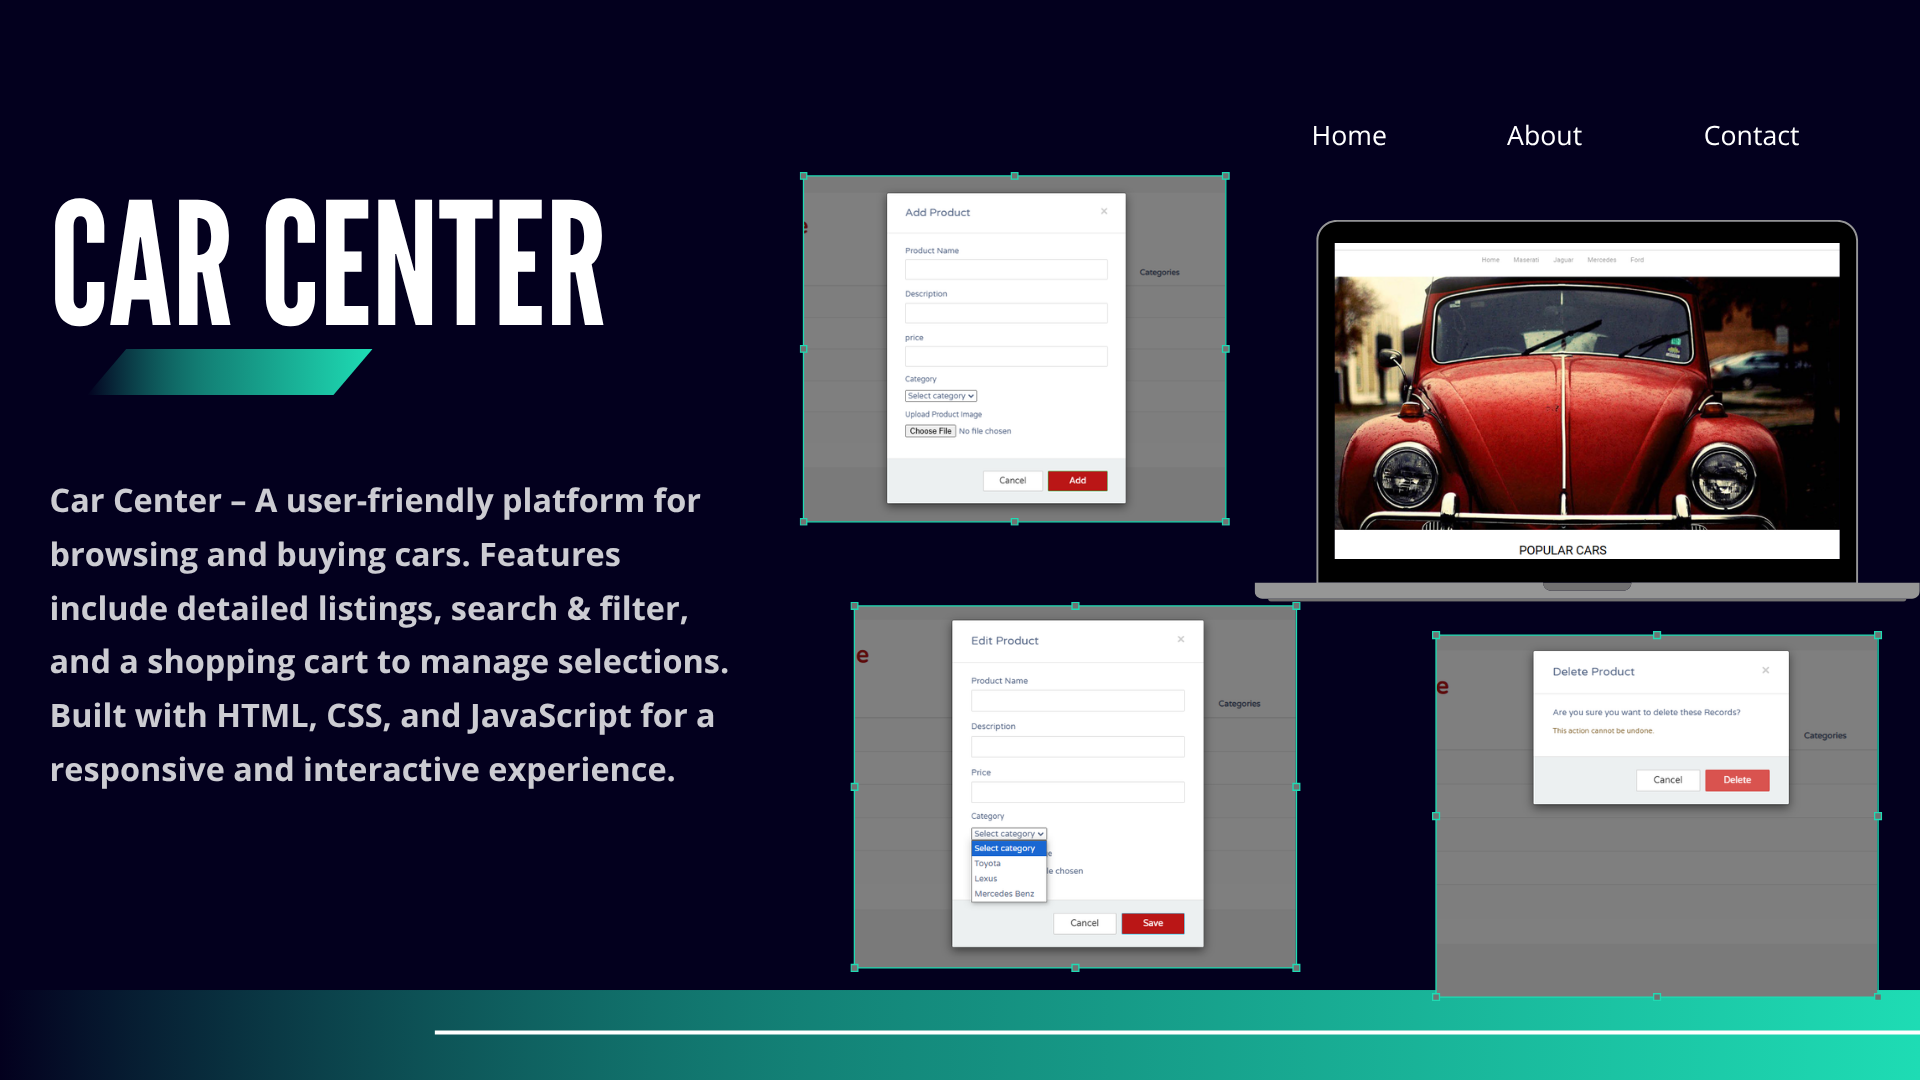 Home About Contact
CAR CENTER
Car Center – A user-friendly platform for
browsing and buying cars. Features
include detailed listings, search & filter,
and a shopping cart to manage selections.
Built with HTML, CSS, and JavaScript for a
responsive and interactive experience.
e
Add Product ×
Product Name
Description
price
Category
Select category
Upload Product Image
Choose File No file chosen
Cancel Add
Categories
Home Maserati Jaguar Mercedes Ford
POPULAR CARS
e
Edit Product ×
Product Name
Description
Price
Category
Select category
Select category
Toyota
Lexus
Mercedes Benz
e
le chosen
Cancel Save
Categories
e
Delete Product ×
Are you sure you want to delete these Records?
This action cannot be undone.
Cancel Delete
Categories